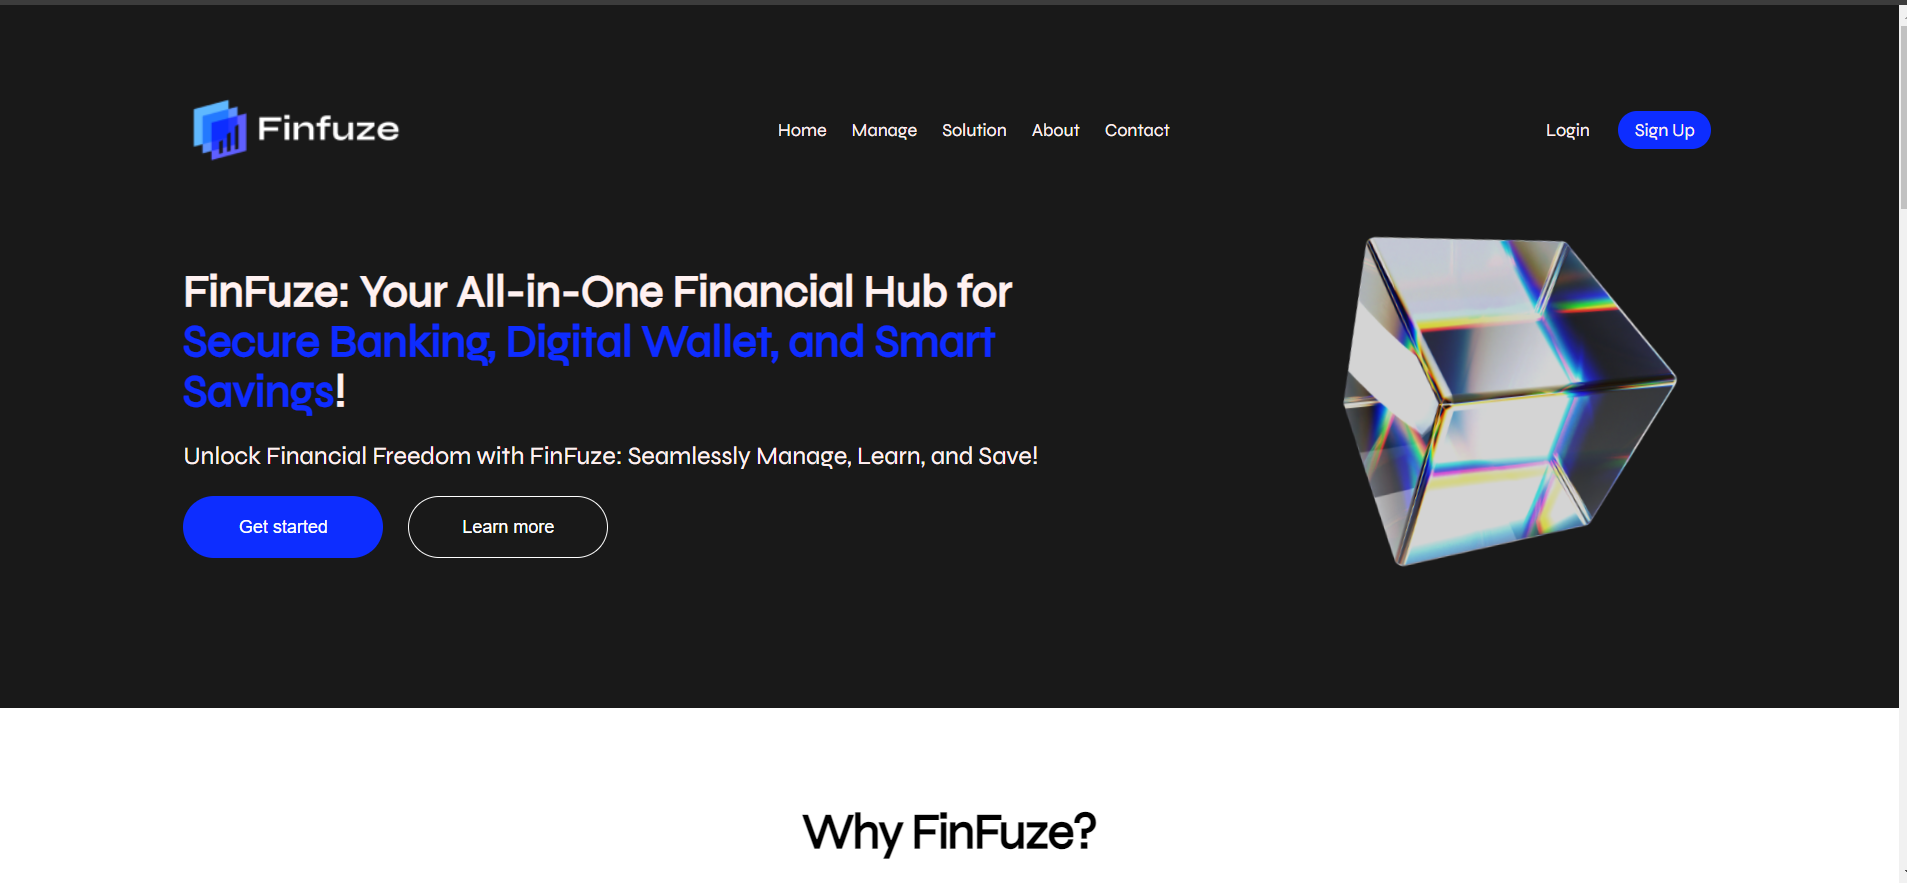 Finfuze
Home Manage Solution About Contact
Login Sign Up
FinFuze: Your All-in-One Financial Hub for
Secure Banking, Digital Wallet, and Smart
Savings!
Unlock Financial Freedom with FinFuze: Seamlessly Manage, Learn, and Save!
Get started Learn more
Why FinFuze?